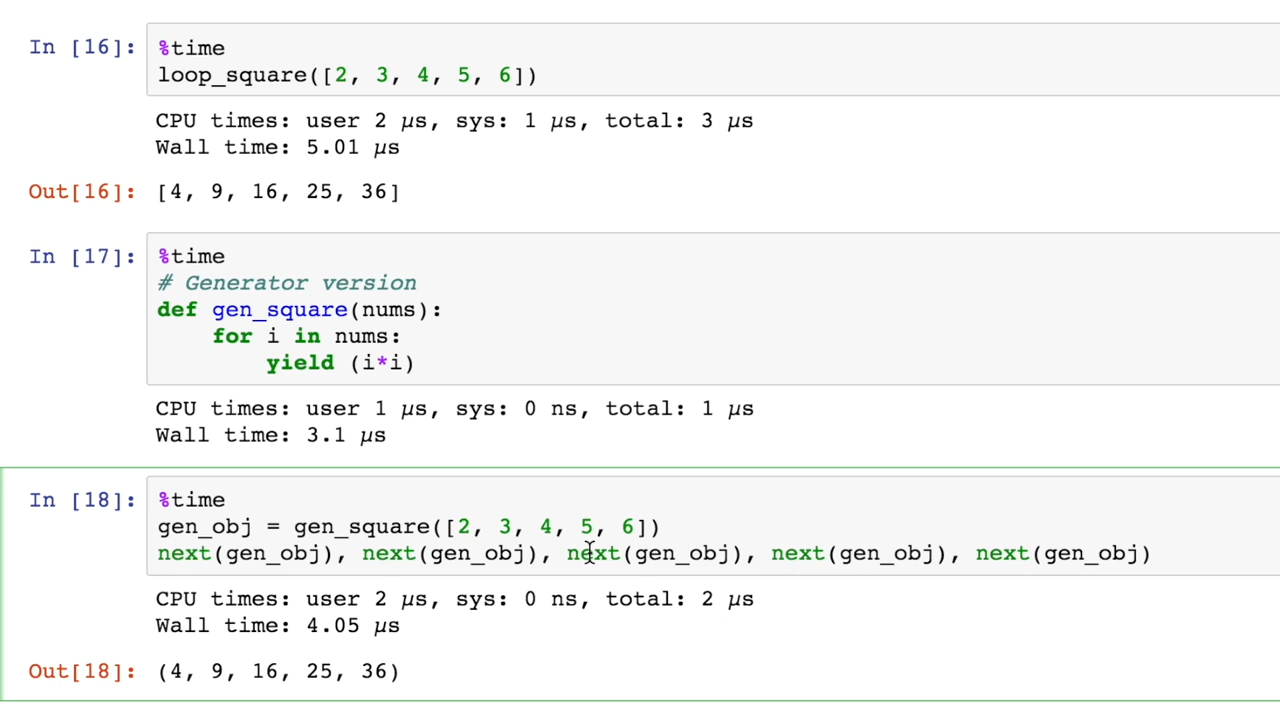 In [16]: %time
loop_square([2, 3, 4, 5, 6])
CPU times: user 2 µs, sys: 1 µs, total: 3 µs
Wall time: 5.01 µs
Out[16]: [4, 9, 16, 25, 36]
In [17]: %time
# Generator version
def gen_square(nums):
    for i in nums:
        yield (i*i)
CPU times: user 1 µs, sys: 0 ns, total: 1 µs
Wall time: 3.1 µs
In [18]: %time
gen_obj = gen_square([2, 3, 4, 5, 6])
next(gen_obj), next(gen_obj), next(gen_obj), next(gen_obj), next(gen_obj)
CPU times: user 2 µs, sys: 0 ns, total: 2 µs
Wall time: 4.05 µs
Out[18]: (4, 9, 16, 25, 36)